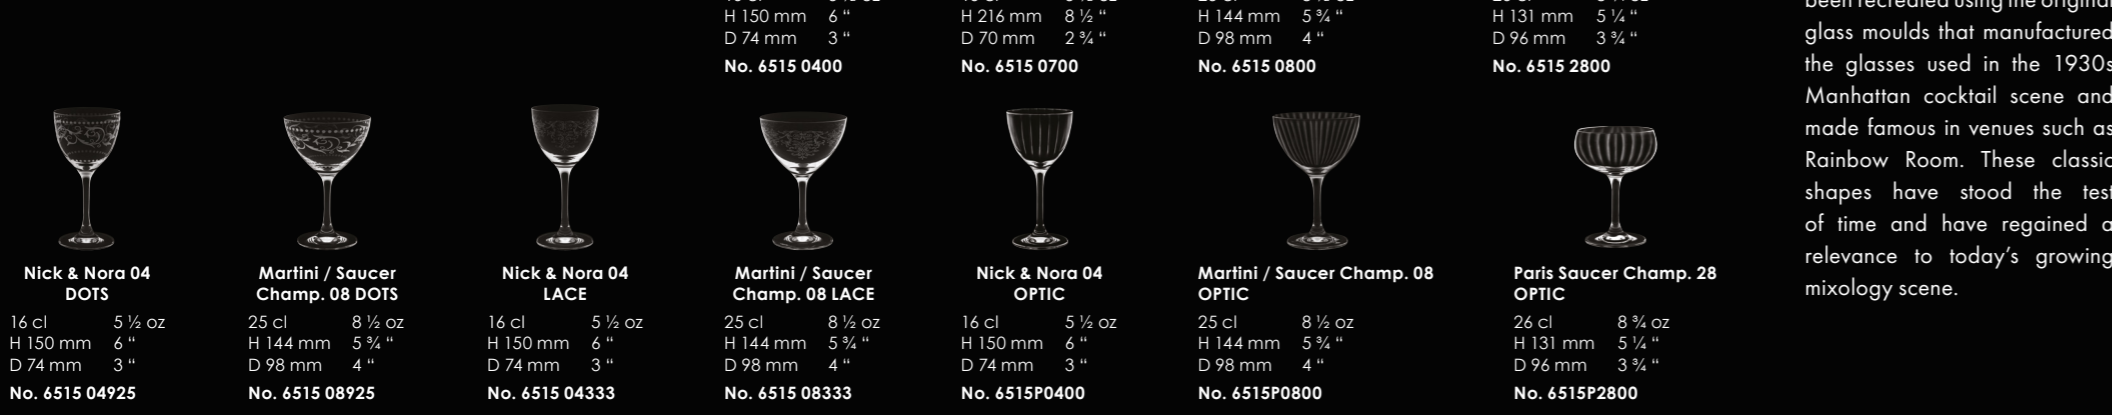 H 150 mm 6 “
D 74 mm 3 “
No. 6515 0400
H 216 mm 8 ½ “
D 70 mm 2 ¾ “
No. 6515 0700
H 144 mm 5 ¾ “
D 98 mm 4 “
No. 6515 0800
H 131 mm 5 ¼ “
D 96 mm 3 ¾ “
No. 6515 2800
Nick & Nora 04
DOTS
16 cl 5 ½ oz
H 150 mm 6 “
D 74 mm 3 “
No. 6515 04925
Martini / Saucer
Champ. 08 DOTS
25 cl 8 ½ oz
H 144 mm 5 ¾ “
D 98 mm 4 “
No. 6515 08925
Nick & Nora 04
LACE
16 cl 5 ½ oz
H 150 mm 6 “
D 74 mm 3 “
No. 6515 04333
Martini / Saucer
Champ. 08 LACE
25 cl 8 ½ oz
H 144 mm 5 ¾ “
D 98 mm 4 “
No. 6515 08333
Nick & Nora 04
OPTIC
16 cl 5 ½ oz
H 150 mm 6 “
D 74 mm 3 “
No. 6515P0400
Martini / Saucer Champ. 08
OPTIC
25 cl 8 ½ oz
H 144 mm 5 ¾ “
D 98 mm 4 “
No. 6515P0800
Paris Saucer Champ. 28
OPTIC
26 cl 8 ¾ oz
H 131 mm 5 ¼ “
D 96 mm 3 ¾ “
No. 6515P2800
been recreated using the original
glass moulds that manufactured
the glasses used in the 1930s
Manhattan cocktail scene and
made famous in venues such as
Rainbow Room. These classic
shapes have stood the test
of time and have regained a
relevance to today’s growing
mixology scene.